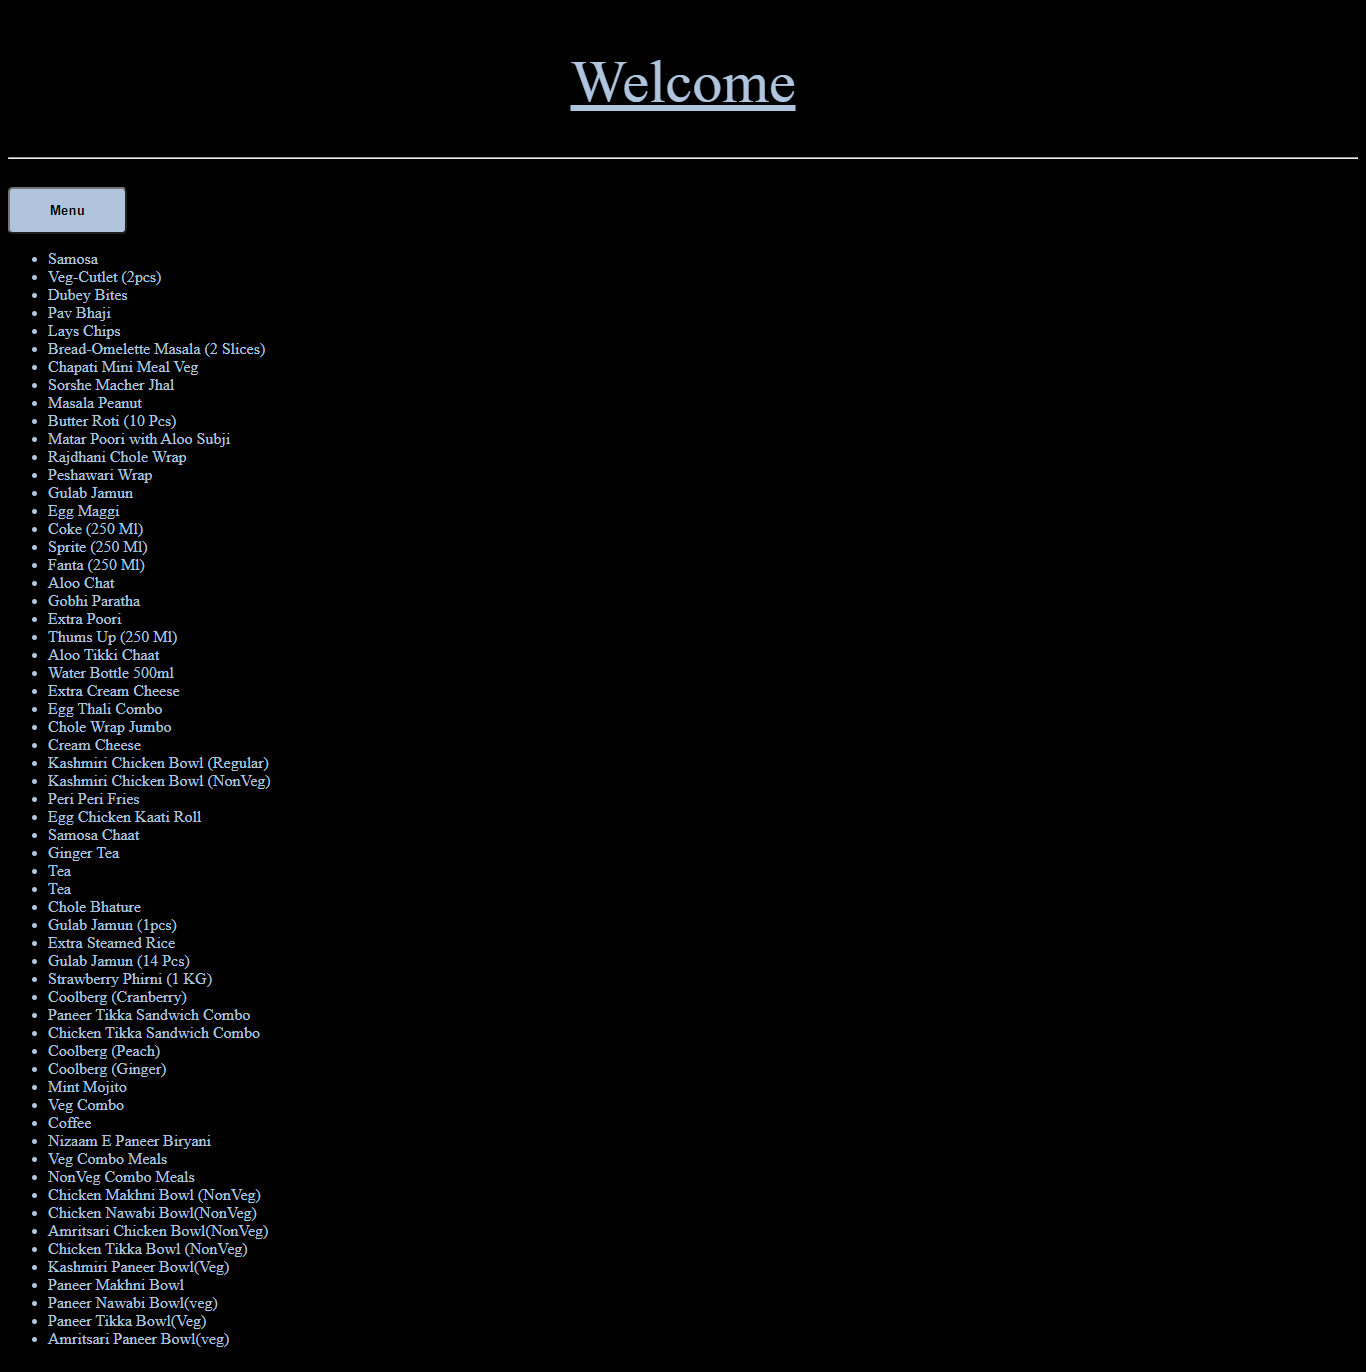 Welcome
Menu
Samosa
Veg-Cutlet (2pcs)
Dubey Bites
Pav Bhaji
Lays Chips
Bread-Omelette Masala (2 Slices)
Chapati Mini Meal Veg
Sorshe Macher Jhal
Masala Peanut
Butter Roti (10 Pcs)
Matar Poori with Aloo Subji
Rajdhani Chole Wrap
Peshawari Wrap
Gulab Jamun
Egg Maggi
Coke (250 Ml)
Sprite (250 Ml)
Fanta (250 Ml)
Aloo Chat
Gobhi Paratha
Extra Poori
Thums Up (250 Ml)
Aloo Tikki Chaat
Water Bottle 500ml
Extra Cream Cheese
Egg Thali Combo
Chole Wrap Jumbo
Cream Cheese
Kashmiri Chicken Bowl (Regular)
Kashmiri Chicken Bowl (NonVeg)
Peri Peri Fries
Egg Chicken Kaati Roll
Samosa Chaat
Ginger Tea
Tea
Tea
Chole Bhature
Gulab Jamun (1pcs)
Extra Steamed Rice
Gulab Jamun (14 Pcs)
Strawberry Phirni (1 KG)
Coolberg (Cranberry)
Paneer Tikka Sandwich Combo
Chicken Tikka Sandwich Combo
Coolberg (Peach)
Coolberg (Ginger)
Mint Mojito
Veg Combo
Coffee
Nizaam E Paneer Biryani
Veg Combo Meals
NonVeg Combo Meals
Chicken Makhni Bowl (NonVeg)
Chicken Nawabi Bowl(NonVeg)
Amritsari Chicken Bowl(NonVeg)
Chicken Tikka Bowl (NonVeg)
Kashmiri Paneer Bowl(Veg)
Paneer Makhni Bowl
Paneer Nawabi Bowl(veg)
Paneer Tikka Bowl(Veg)
Amritsari Paneer Bowl(veg)